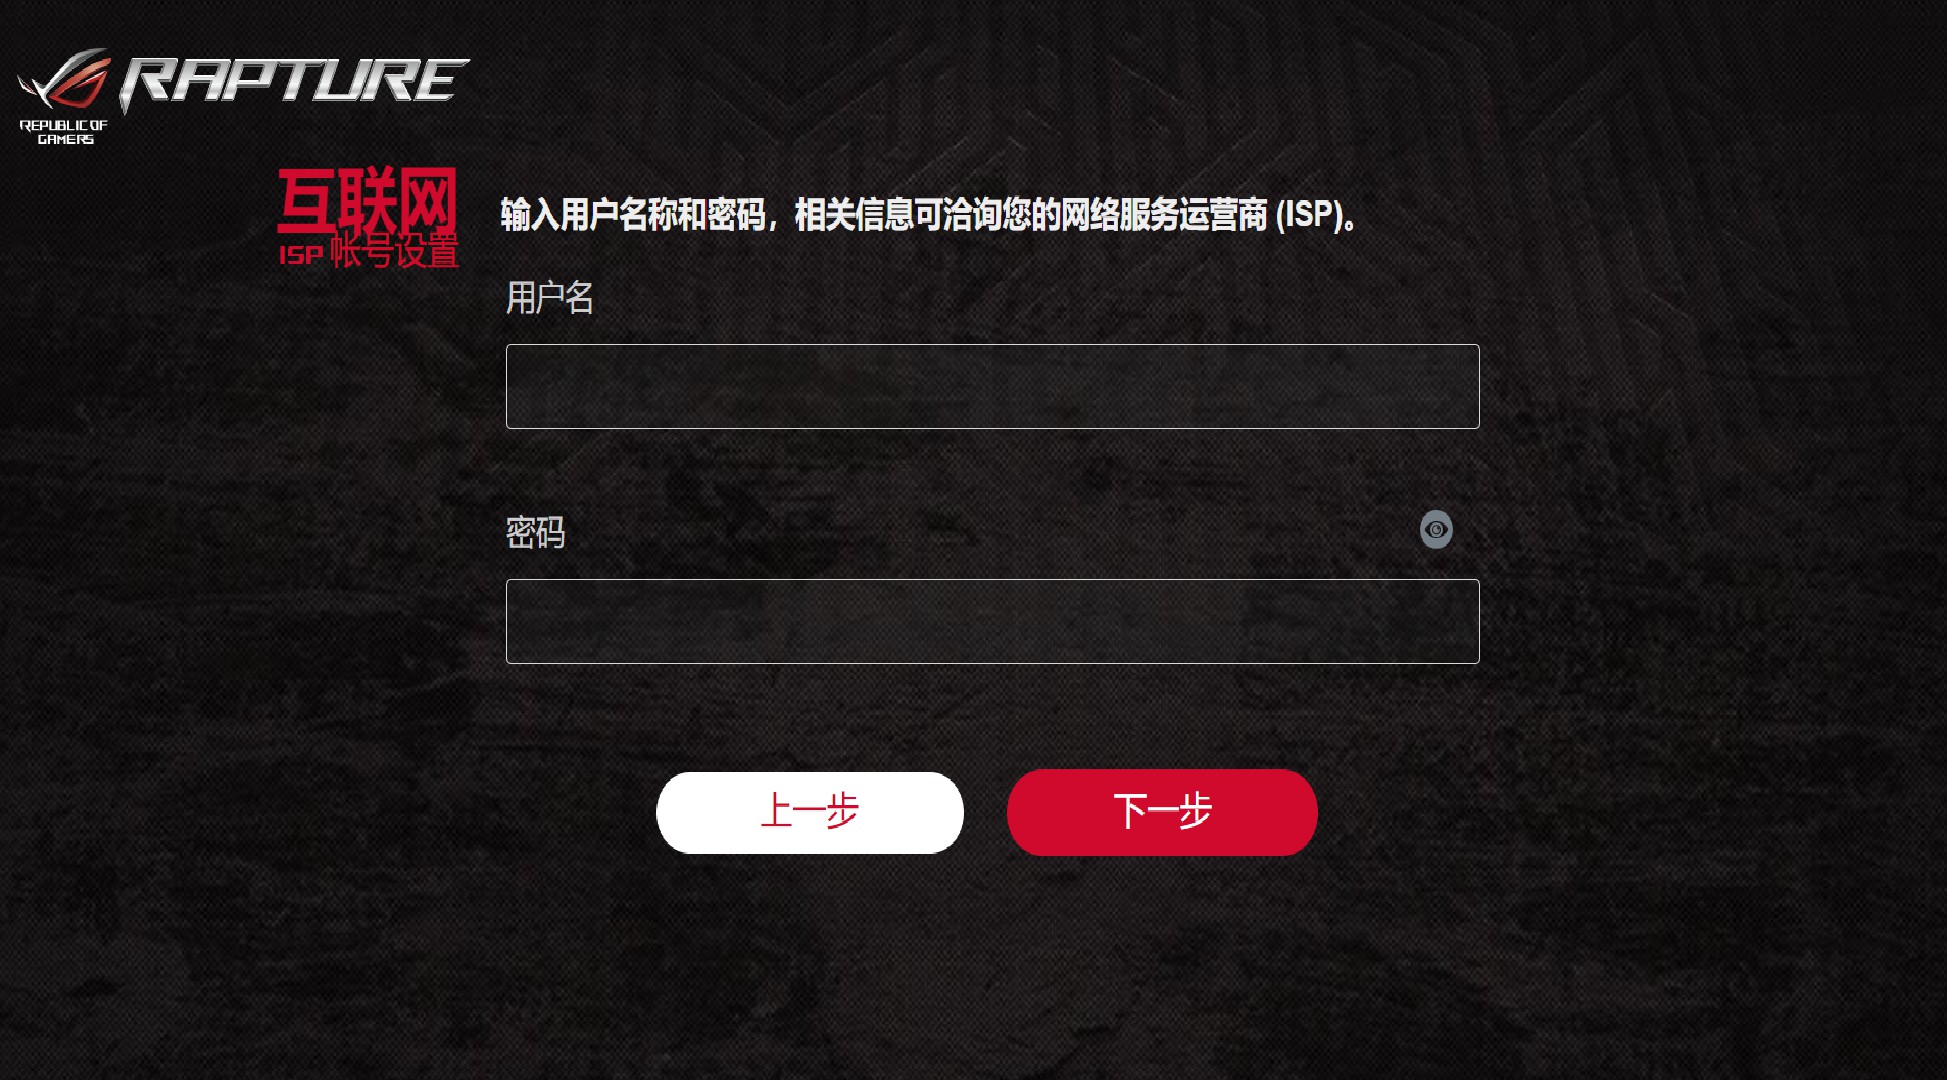 RAPTURE
REPUBLIC OF
GAMERS
互联网
ISP 帐号设置
输入用户名称和密码，相关信息可洽询您的网络服务运营商 (ISP)。
用户名
密码
上一步
下一步